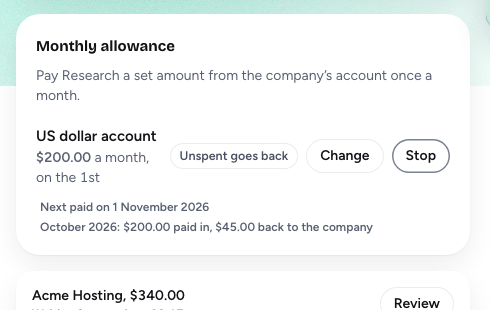 Monthly allowance
Pay Research a set amount from the company’s account once a
month.
US dollar account
$200.00 a month,
on the 1st
Unspent goes back
Change
Stop
Next paid on 1 November 2026
October 2026: $200.00 paid in, $45.00 back to the company
Acme Hosting, $340.00
Review